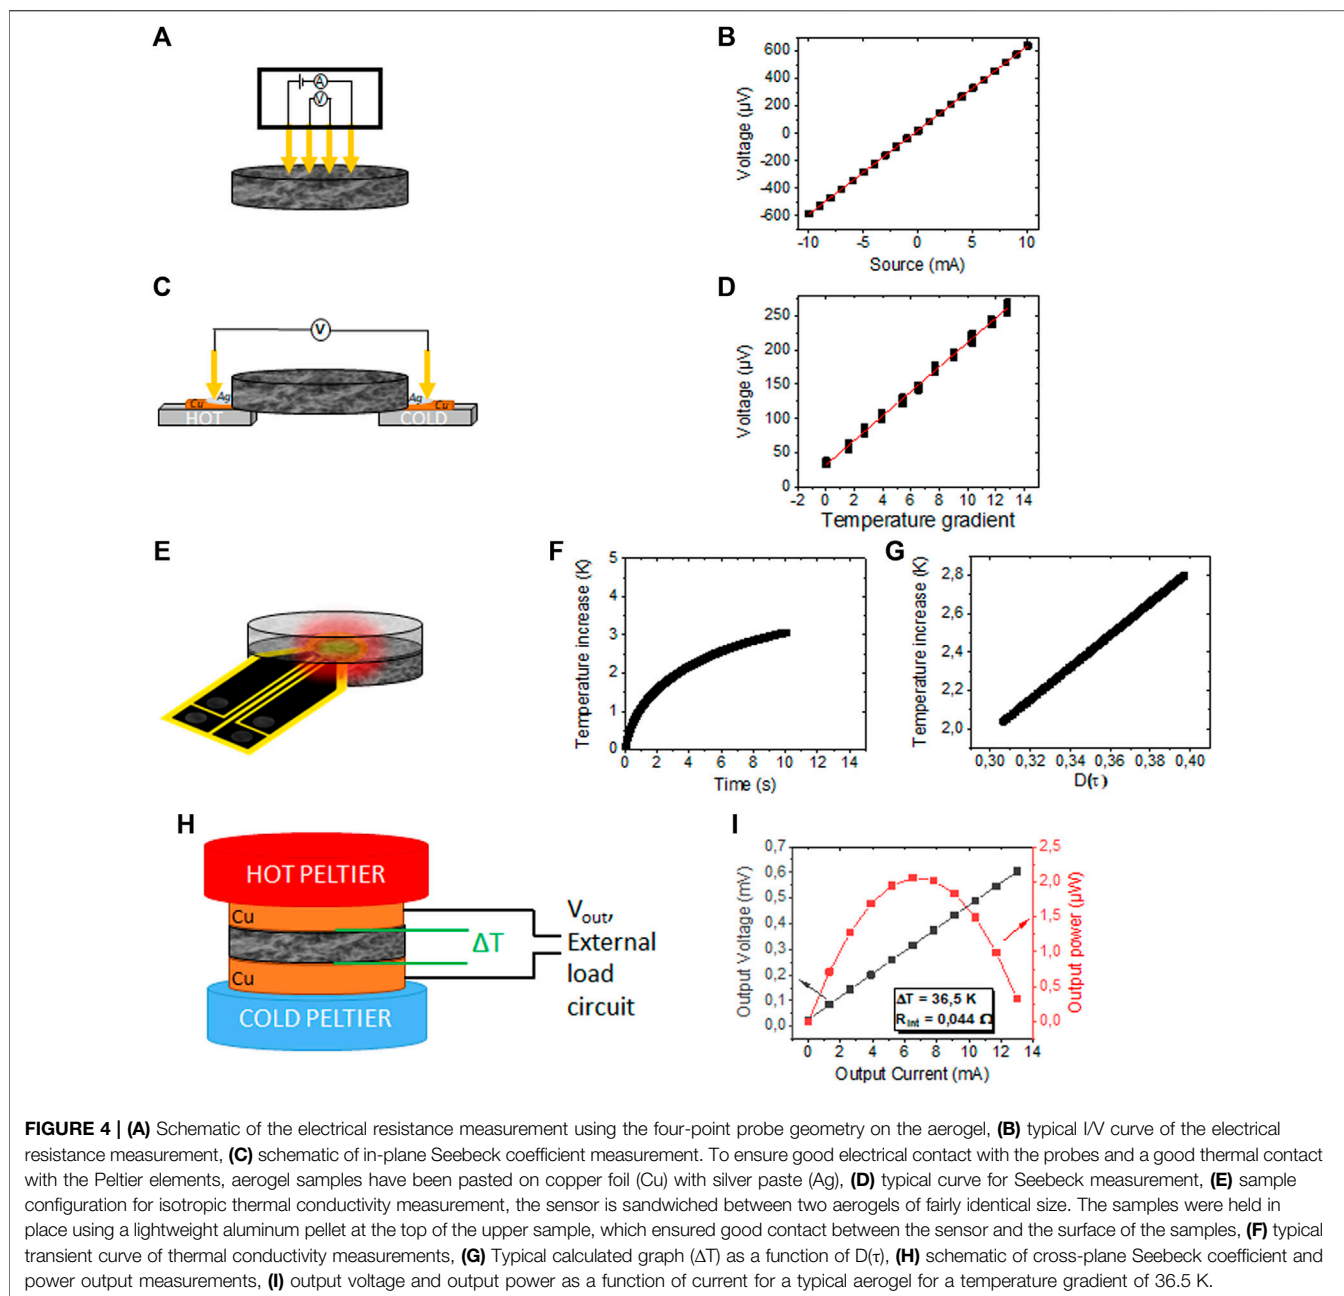 A
A
V
B
600
400
200
0
-200
-400
-600
Voltage (µV)
-10
-5
0
5
10
Source (mA)
C
V
Cu
Ag
HOT
Ag
Cu
COLD
D
250
200
150
100
50
0
Voltage (µV)
-2
0
2
4
6
8
10
12
14
Temperature gradient
E
F
5
4
3
2
1
0
Temperature increase (K)
0
2
4
6
8
10
12
14
Time (s)
G
2,8
2,6
2,4
2,2
2,0
Temperature increase (K)
0,30
0,32
0,34
0,36
0,38
0,40
D(τ)
H
HOT PELTIER
Cu
ΔT
Cu
COLD PELTIER
Vout,
External
load
circuit
I
0,7
0,6
0,5
0,4
0,3
0,2
0,1
0,0
Output Voltage (mV)
2,5
2,0
1,5
1,0
0,5
0,0
Output power (µW)
ΔT = 36,5 K
Rint = 0,044 Ω
0
2
4
6
8
10
12
14
Output Current (mA)
FIGURE 4 | (A) Schematic of the electrical resistance measurement using the four-point probe geometry on the aerogel, (B) typical I/V curve of the electrical
resistance measurement, (C) schematic of in-plane Seebeck coefficient measurement. To ensure good electrical contact with the probes and a good thermal contact
with the Peltier elements, aerogel samples have been pasted on copper foil (Cu) with silver paste (Ag), (D) typical curve for Seebeck measurement, (E) sample
configuration for isotropic thermal conductivity measurement, the sensor is sandwiched between two aerogels of fairly identical size. The samples were held in
place using a lightweight aluminum pellet at the top of the upper sample, which ensured good contact between the sensor and the surface of the samples, (F) typical
transient curve of thermal conductivity measurements, (G) Typical calculated graph (ΔT) as a function of D(τ), (H) schematic of cross-plane Seebeck coefficient and
power output measurements, (I) output voltage and output power as a function of current for a typical aerogel for a temperature gradient of 36.5 K.